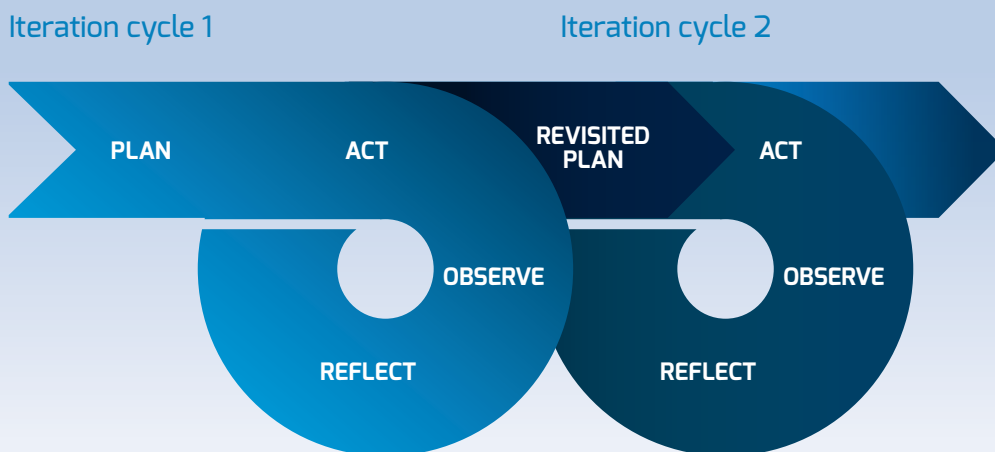 Iteration cycle 1
Iteration cycle 2
PLAN
ACT
REVISITED
PLAN
ACT
OBSERVE
OBSERVE
REFLECT
REFLECT